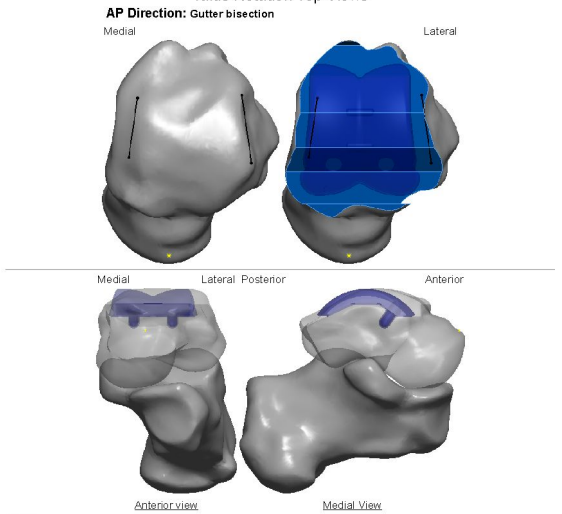 AP Direction: Gutter bisection
Medial Lateral
Medial Lateral Posterior Anterior
Anterior view Medial View